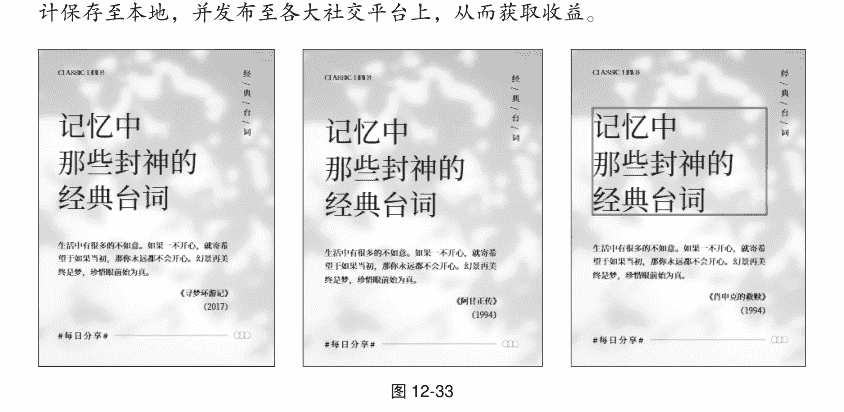 计保存至本地，并发布至各大社交平台上，从而获取收益。
CLASSIC LINES
经/典/台/词
记忆中
那些封神的
经典台词
生活中有很多的不如意。如果一不开心，就寄希
望于如果当初，那你永远都不会开心。幻景再美
终是梦，珍惜眼前始为真。
《寻梦环游记》
（2017）
#每日分享#
CLASSIC LINES
经/典/台/词
记忆中
那些封神的
经典台词
生活中有很多的不如意。如果一不开心，就寄希
望于如果当初，那你永远都不会开心。幻景再美
终是梦，珍惜眼前始为真。
《阿甘正传》
（1994）
#每日分享#
CLASSIC LINES
经/典/台/词
记忆中
那些封神的
经典台词
生活中有很多的不如意。如果一不开心，就寄希
望于如果当初，那你永远都不会开心。幻景再美
终是梦，珍惜眼前始为真。
《肖申克的救赎》
（1994）
#每日分享#
图 12-33